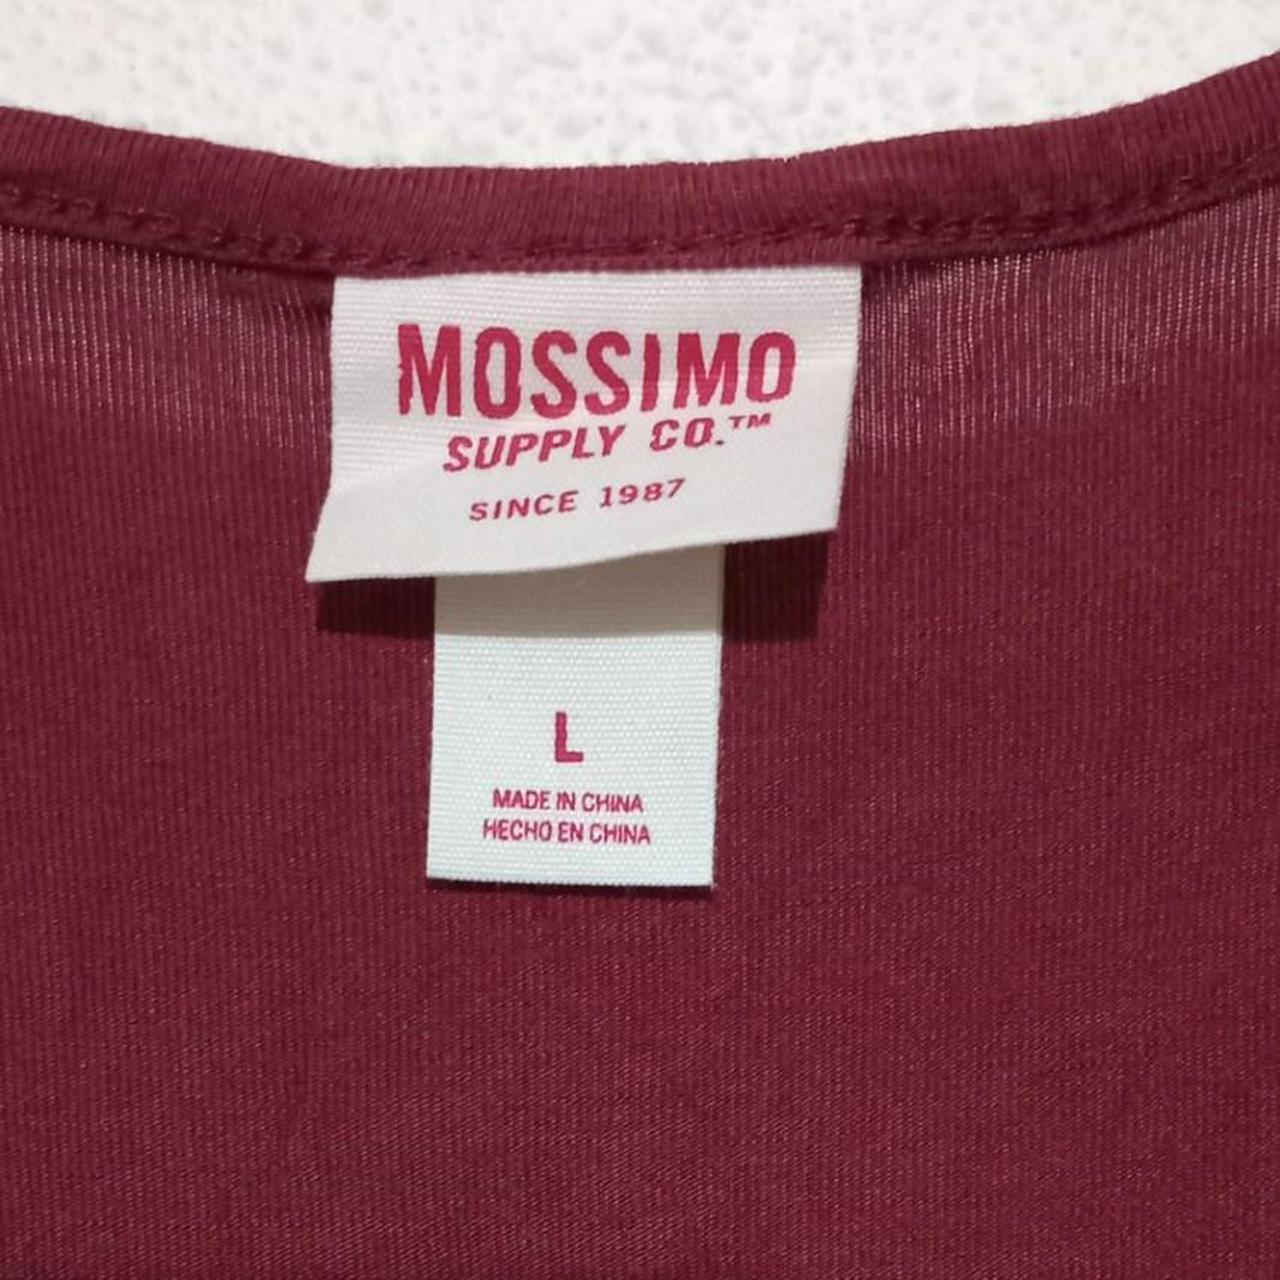 MOSSIMO
SUPPLY CO.™
SINCE 1987
L
MADE IN CHINA
HECHO EN CHINA